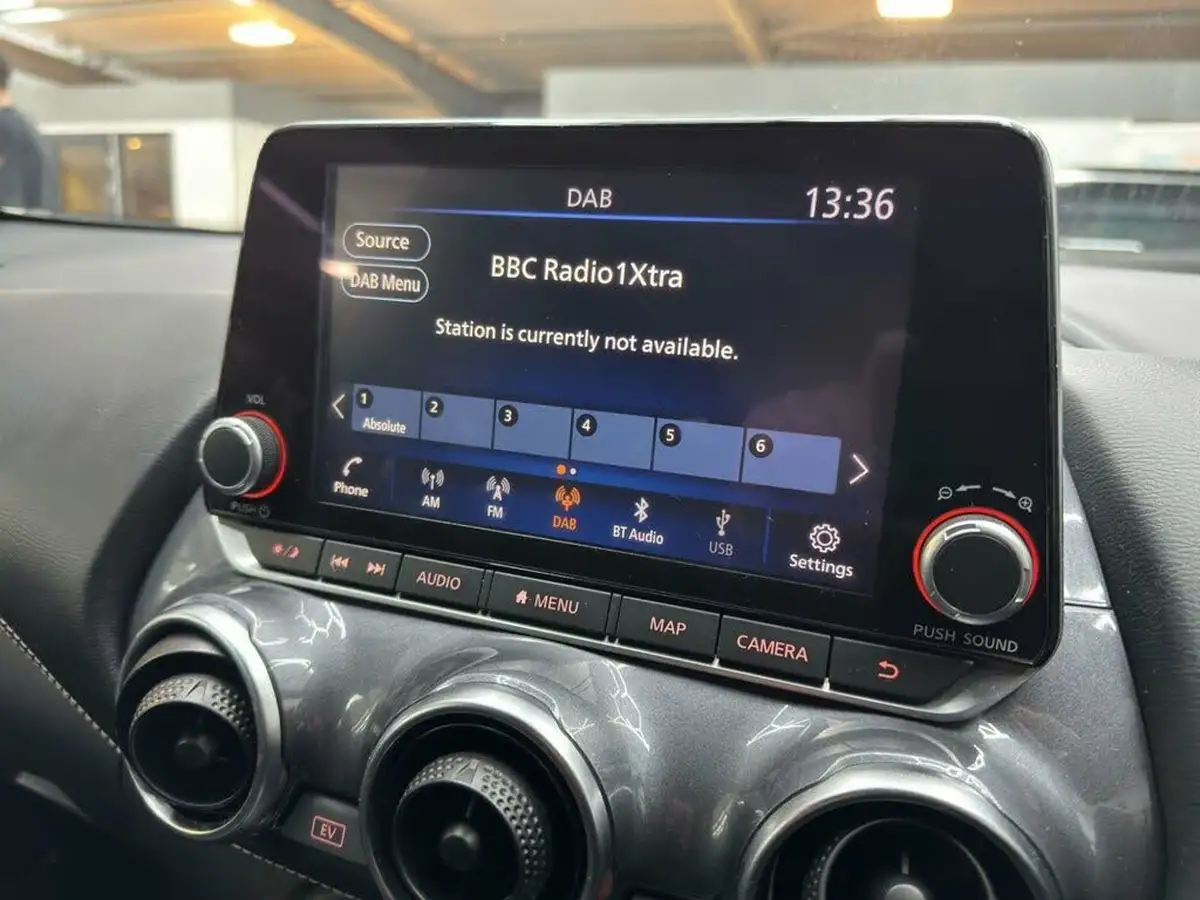 DAB
13:36
Source
DAB Menu
BBC Radio1Xtra
Station is currently not available.
1
Absolute
2
3
4
5
6
Phone
AM
FM
DAB
BT Audio
USB
Settings
VOL
PUSH
AUDIO
MENU
MAP
CAMERA
PUSH SOUND
EV